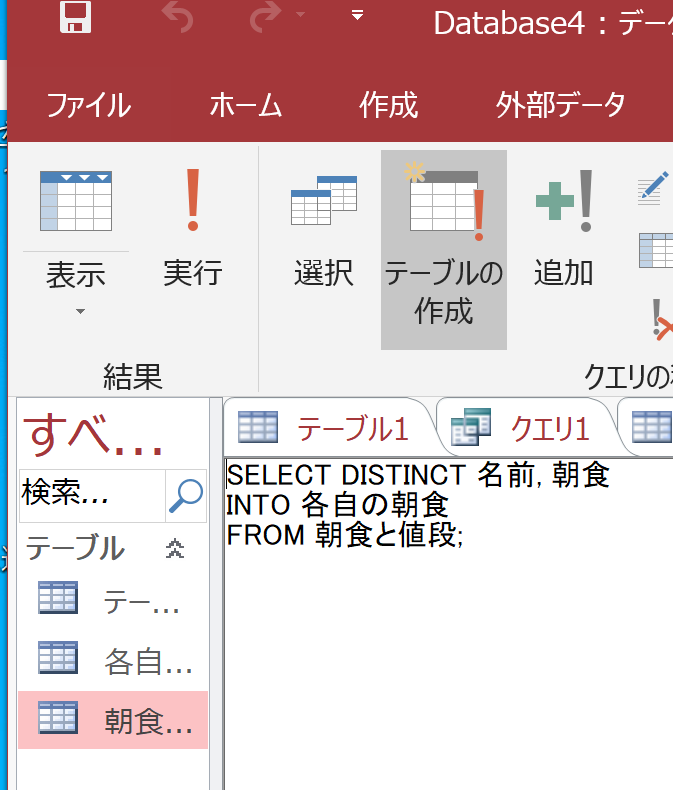 Database4 : デー
ファイル ホーム 作成 外部データ
表示 実行 選択 テーブルの 追加
作成
結果 クエリの
すべ...
テーブル1 クエリ1
検索...
テーブル
テー...
各自...
朝食...
SELECT DISTINCT 名前, 朝食
INTO 各自の朝食
FROM 朝食と値段;